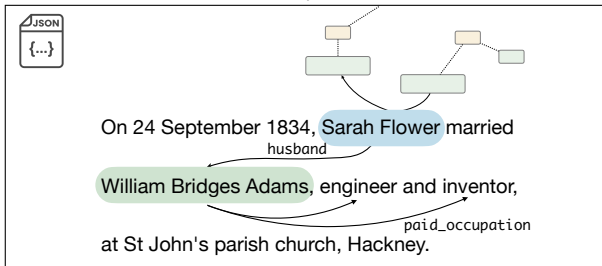 JSON
{...}
On 24 September 1834, Sarah Flower married
husband
William Bridges Adams, engineer and inventor,
paid_occupation
at St John's parish church, Hackney.